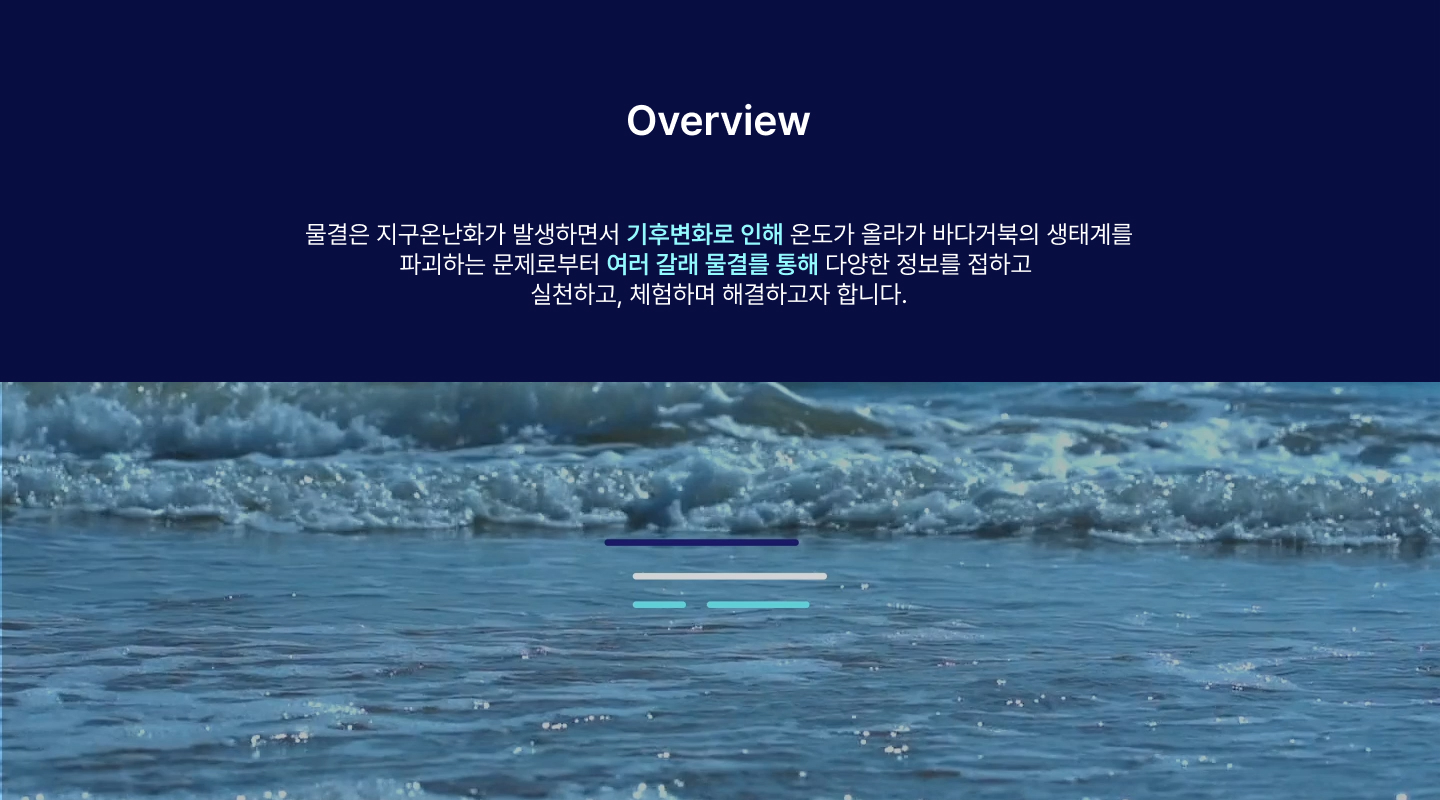 Overview
물결은 지구온난화가 발생하면서 기후변화로 인해 온도가 올라가 바다거북의 생태계를
파괴하는 문제로부터 여러 갈래 물결를 통해 다양한 정보를 접하고
실천하고, 체험하며 해결하고자 합니다.